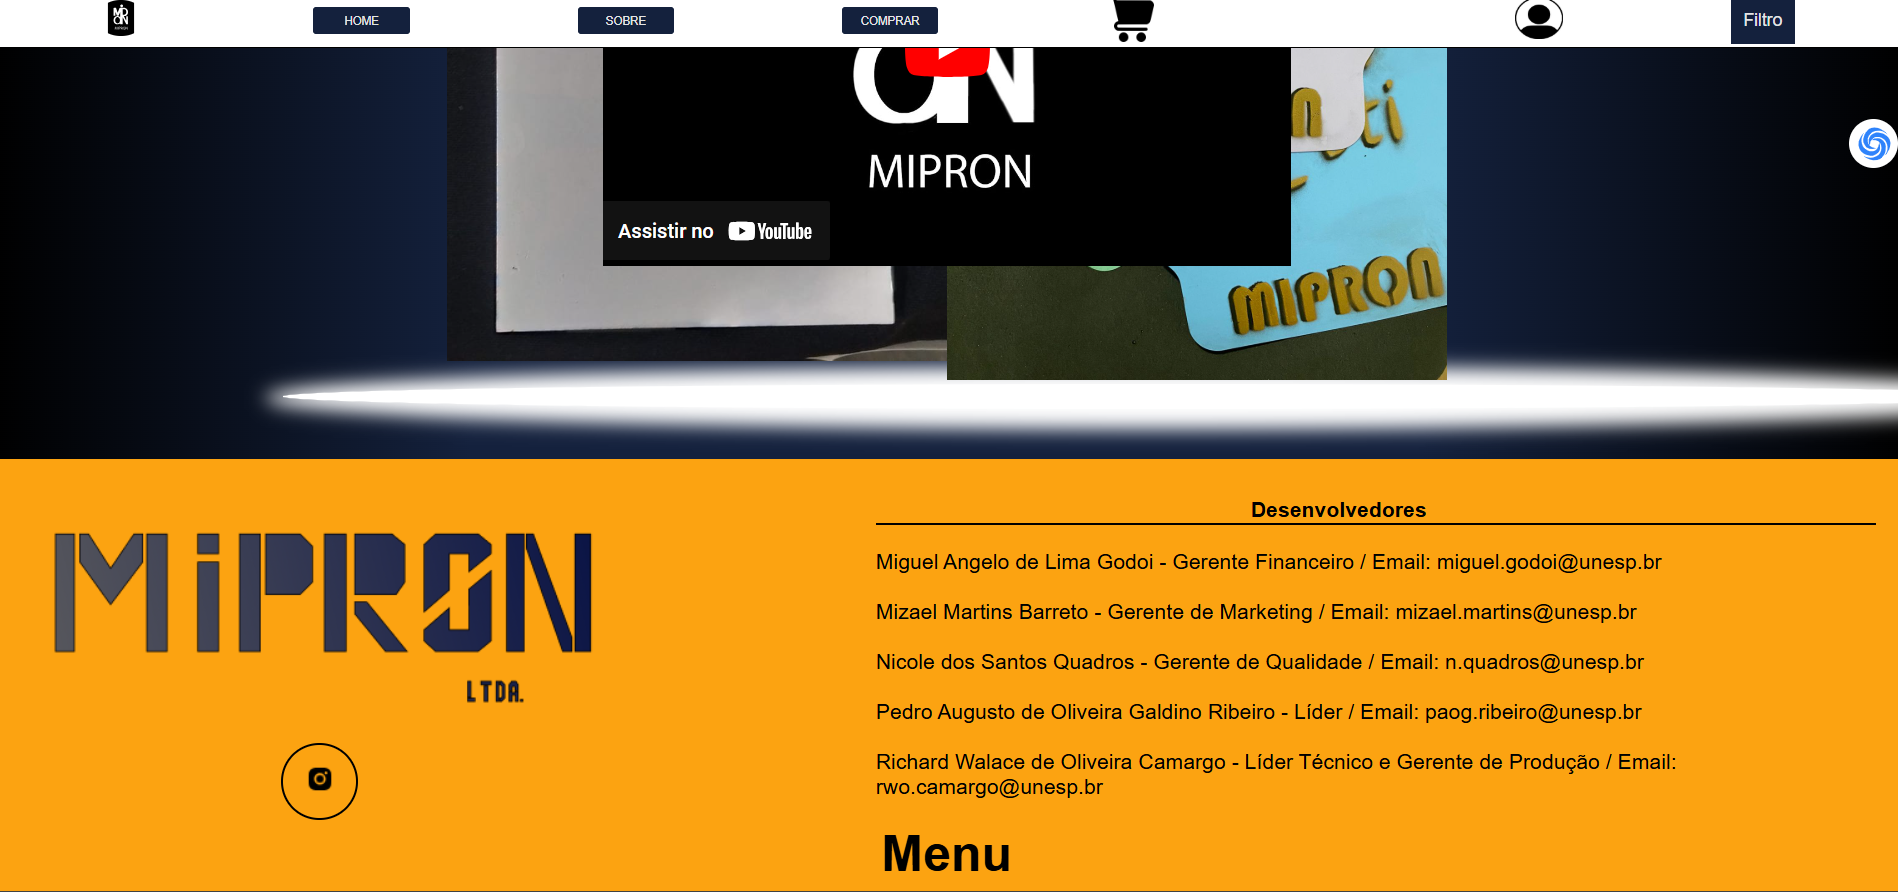 MIPRON
HOME
SOBRE
COMPRAR
Filtro
ON
MIPRON
Assistir no YouTube
n
ti
MIPRON
MiPRON
LTDA.
Desenvolvedores
Miguel Angelo de Lima Godoi - Gerente Financeiro / Email: miguel.godoi@unesp.br
Mizael Martins Barreto - Gerente de Marketing / Email: mizael.martins@unesp.br
Nicole dos Santos Quadros - Gerente de Qualidade / Email: n.quadros@unesp.br
Pedro Augusto de Oliveira Galdino Ribeiro - Líder / Email: paog.ribeiro@unesp.br
Richard Walace de Oliveira Camargo - Líder Técnico e Gerente de Produção / Email:
rwo.camargo@unesp.br
Menu